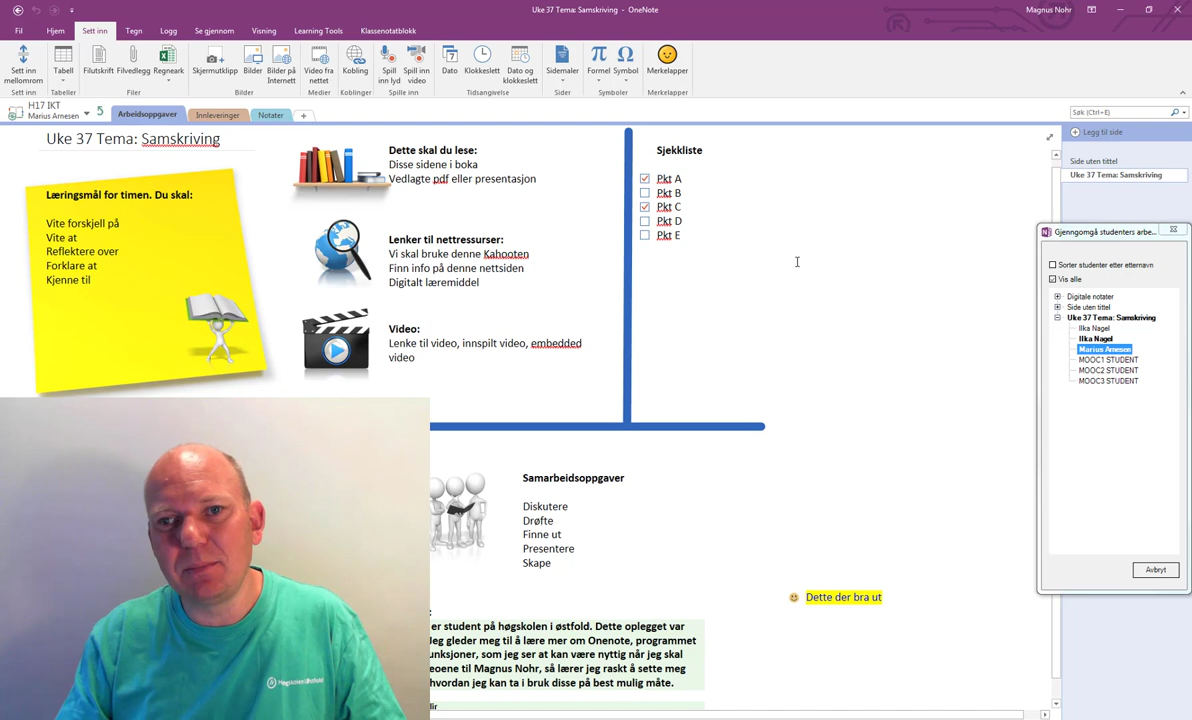 Uke 37 Tema: Samskriving - OneNote
Magnus Nohr
Fil Hjem Sett inn Tegn Logg Se gjennom Visning Learning Tools Klassenotatblokk
Sett inn mellomrom
Tabell
Filutskrift
Filvedlegg
Regneark
Skjermutklipp
Bilder
Bilder på Internett
Video fra nettet
Kobling
Spill inn lyd
Spill inn video
Dato
Klokkeslett
Dato og klokkeslett
Sidemaler
Formel
Symbol
Merkelapper
Sett inn Tabeller Filer Bilder Medier Koblinger Spille inn Tidsangivelse Sider Symboler Merkelapper
H17 IKT
Marius Arnesen
Arbeidsoppgaver Innleveringer Notater +
Søk (Ctrl+E)
Uke 37 Tema: Samskriving
Læringsmål for timen. Du skal:
Vite forskjell på
Vite at
Reflektere over
Forklare at
Kjenne til
Dette skal du lese:
Disse sidene i boka
Vedlagte pdf eller presentasjon
Lenker til nettressurser:
Vi skal bruke denne Kahooten
Finn info på denne nettsiden
Digitalt læremiddel
Video:
Lenke til video, innspilt video, embedded
video
Sjekkliste
Pkt A
Pkt B
Pkt C
Pkt D
Pkt E
Legg til side
Side uten tittel
Uke 37 Tema: Samskriving
Gjenngomgå studenters arbe...
Sorter studenter etter etternavn
Vis alle
Digitale notater
Side uten tittel
Uke 37 Tema: Samskriving
Ilka Nagel
Ilka Nagel
Marius Arnesen
MOOC1 STUDENT
MOOC2 STUDENT
MOOC3 STUDENT
Avbryt
Samarbeidsoppgaver
Diskutere
Drøfte
Finne ut
Presentere
Skape
Dette der bra ut
er student på høgskolen i østfold. Dette oplegget var
Jeg gleder meg til å lære mer om Onenote, programmet
unksjoner, som jeg ser at kan være nyttig når jeg skal
eoene til Magnus Nohr, så lærer jeg raskt å sette meg
hvordan jeg kan ta i bruk disse på best mulig måte.
Høgskolen i Østfold